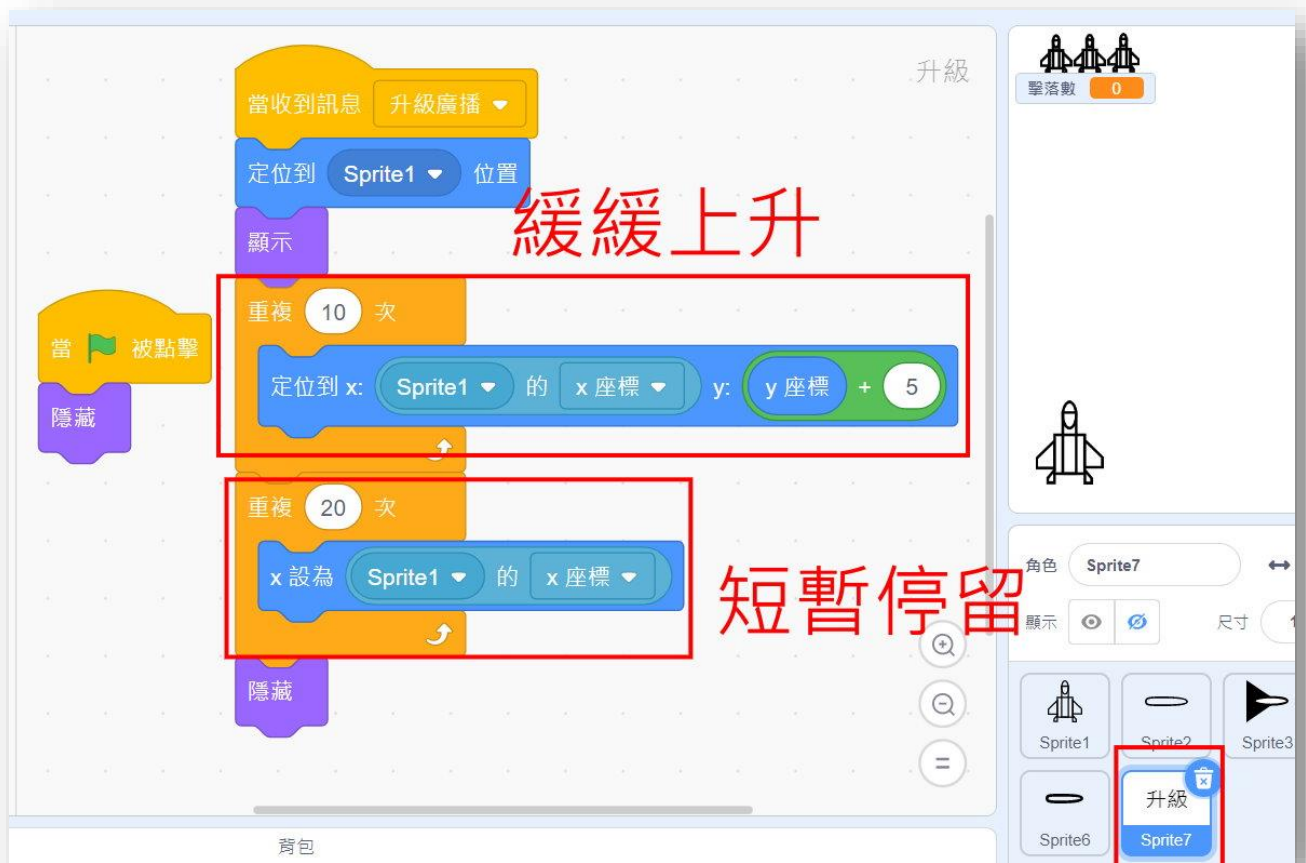 升級
當收到訊息 升級廣播
定位到 Sprite1 位置
顯示
緩緩上升
重複 10 次
定位到 x: Sprite1 的 x 座標 y: y 座標 + 5
當 被點擊
隱藏
重複 20 次
x 設為 Sprite1 的 x 座標
短暫停留
隱藏
背包
擊落數 0
角色 Sprite7
顯示 尺寸 1
Sprite1 Sprite2 Sprite3
升級
Sprite6 Sprite7